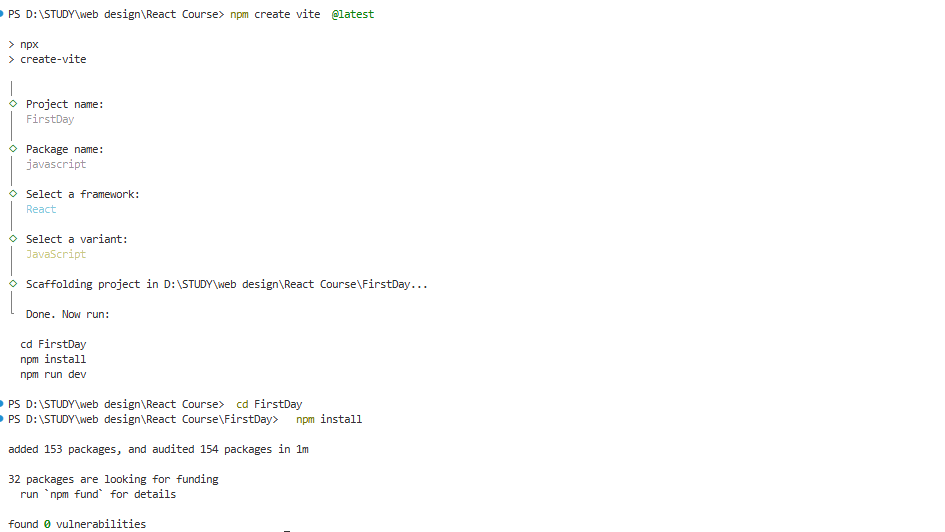 PS D:\STUDY\web design\React Course> npm create vite  @latest
> npx
> create-vite
Project name:
FirstDay
Package name:
javascript
Select a framework:
React
Select a variant:
JavaScript
Scaffolding project in D:\STUDY\web design\React Course\FirstDay...
Done. Now run:
cd FirstDay
npm install
npm run dev
PS D:\STUDY\web design\React Course>  cd FirstDay
PS D:\STUDY\web design\React Course\FirstDay>   npm install
added 153 packages, and audited 154 packages in 1m
32 packages are looking for funding
run `npm fund` for details
found 0 vulnerabilities